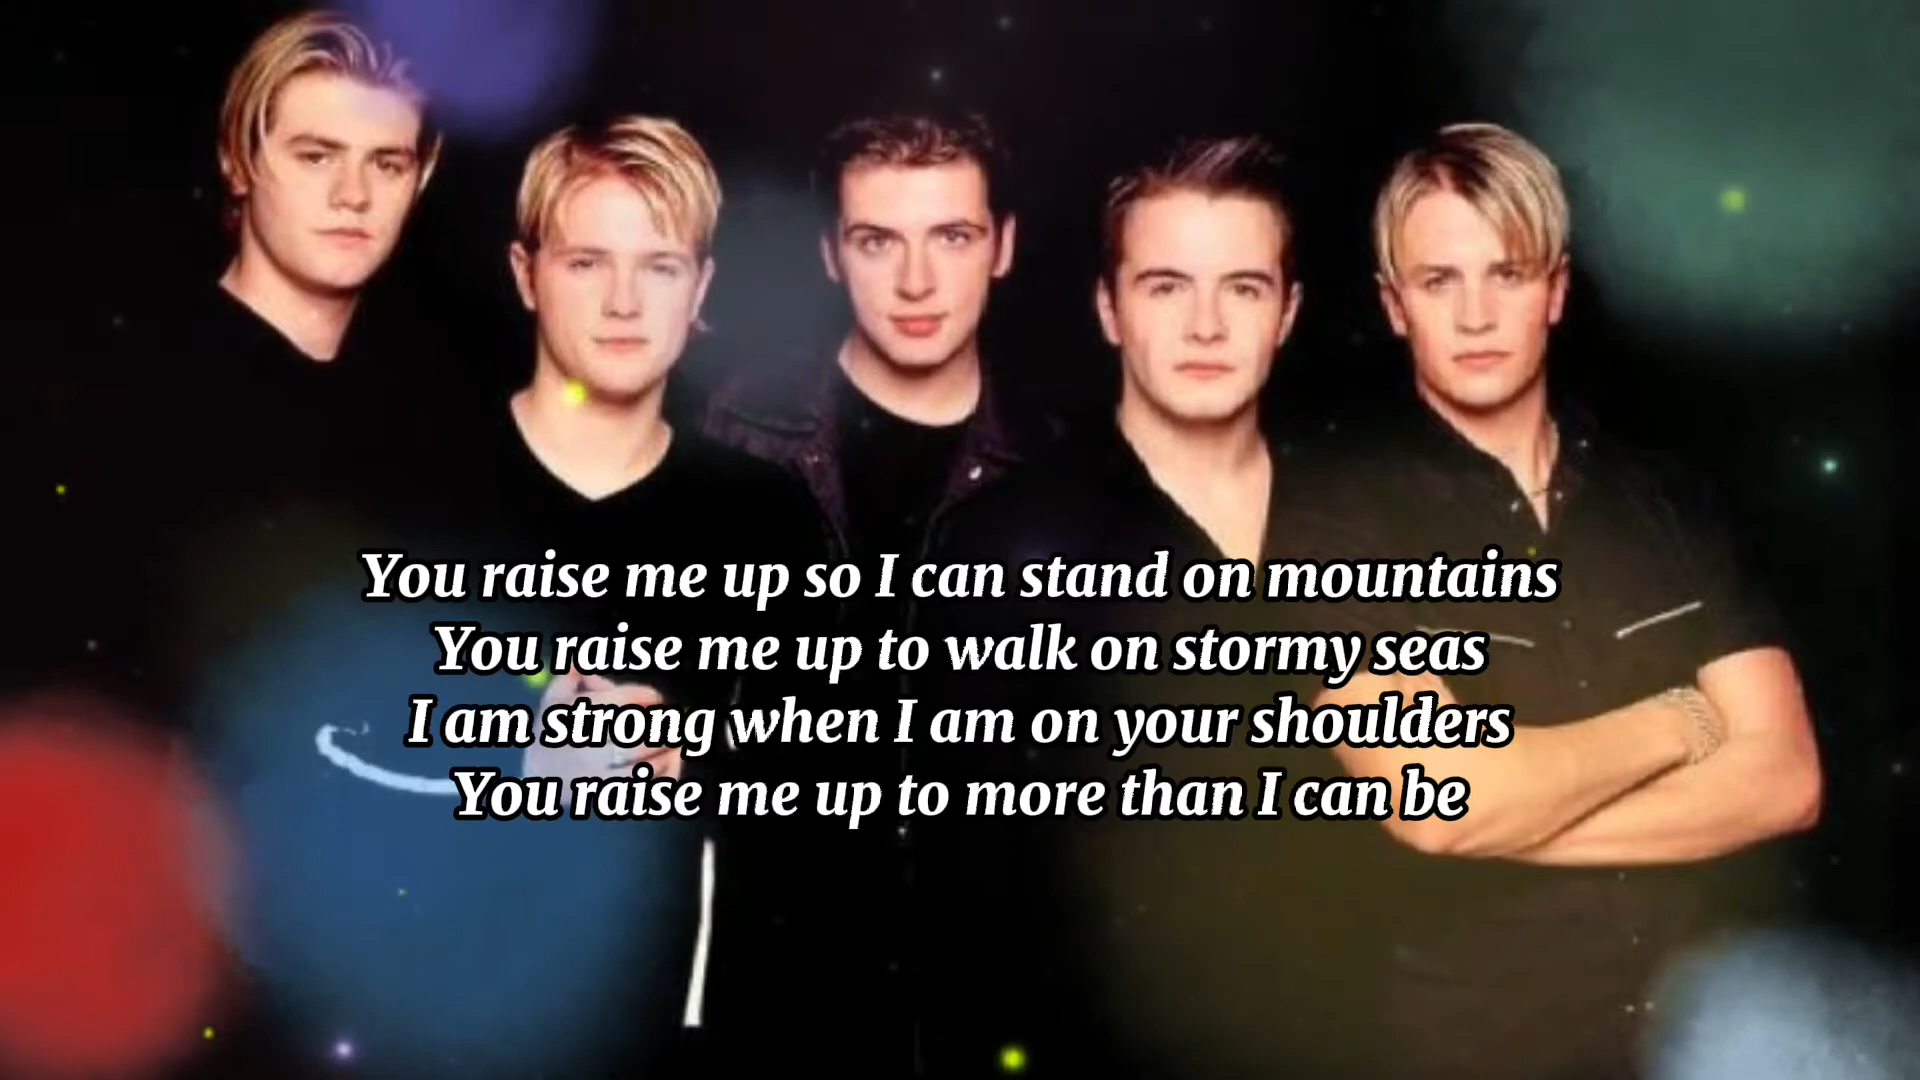 You raise me up so I can stand on mountains
You raise me up to walk on stormy seas
I am strong when I am on your shoulders
You raise me up to more than I can be